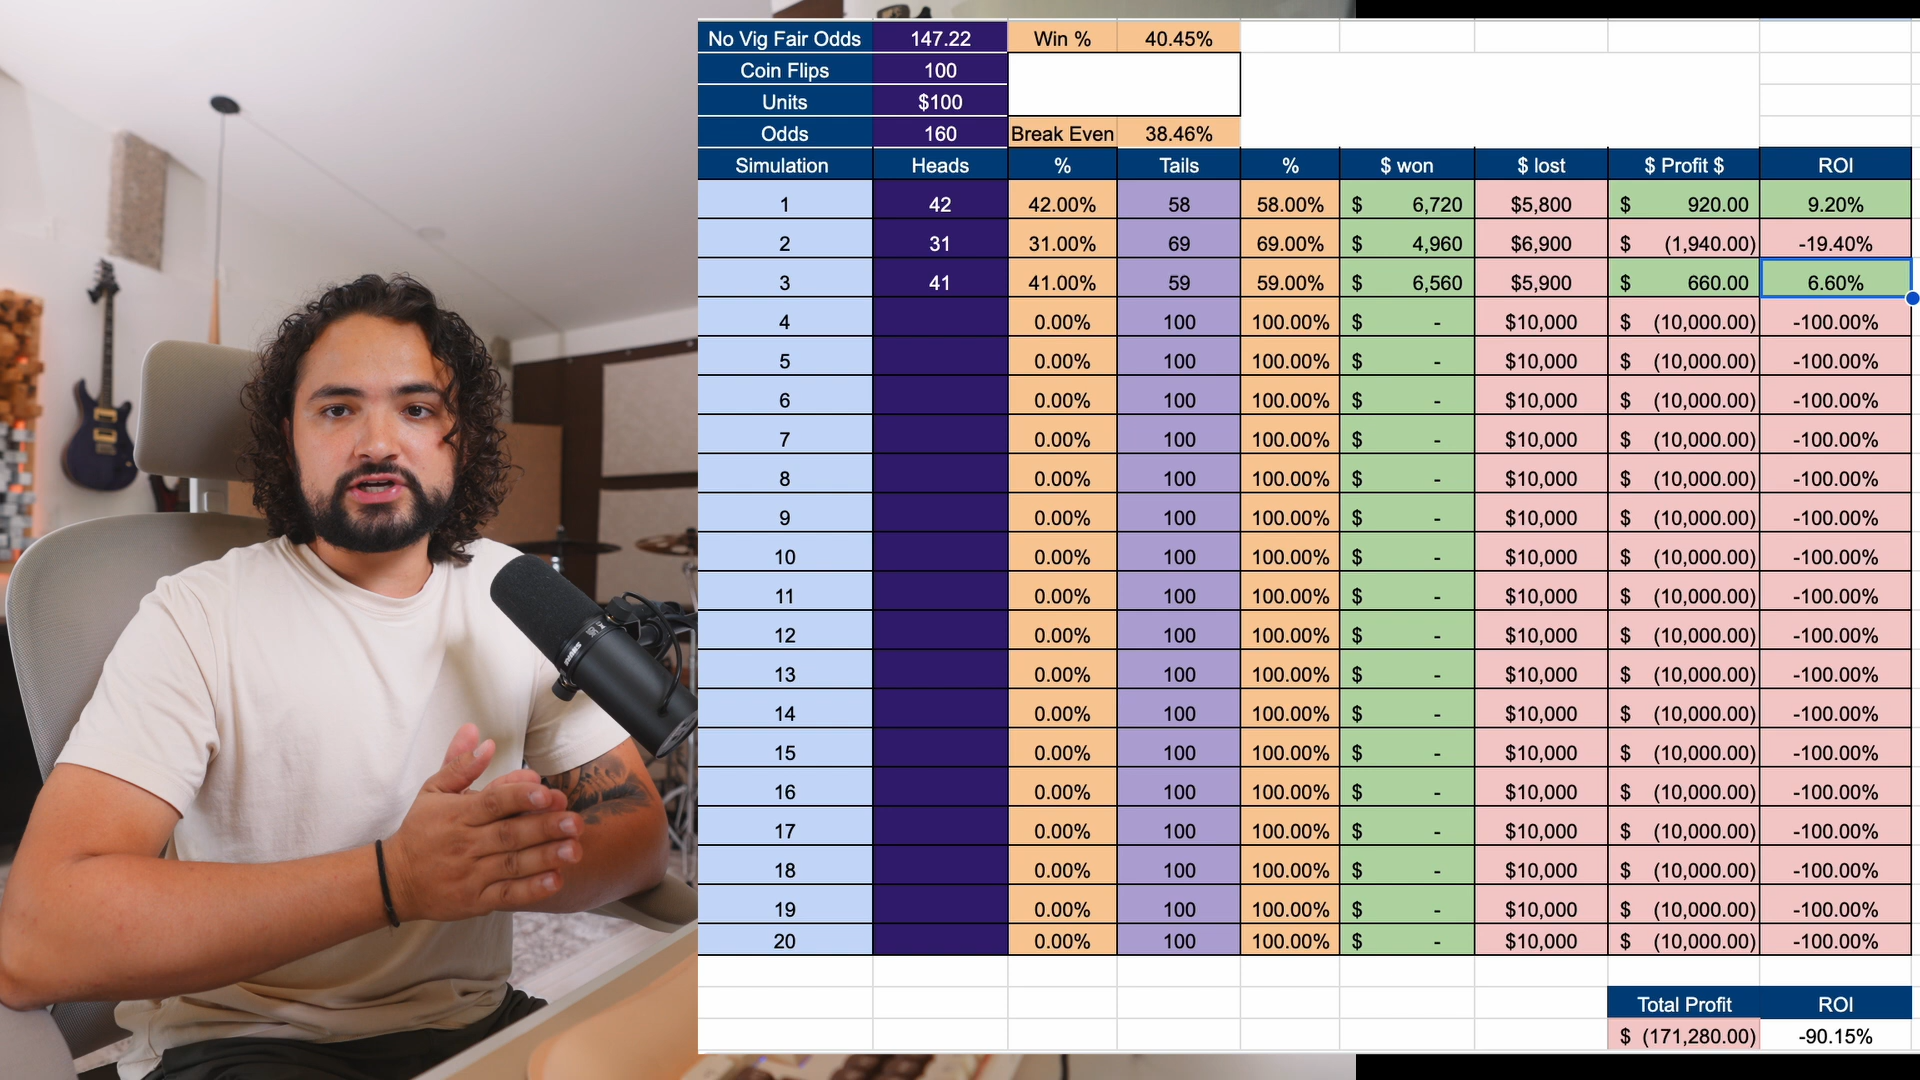 No Vig Fair Odds 147.22 Win % 40.45%
Coin Flips 100
Units $100
Odds 160 Break Even 38.46%
Simulation Heads % Tails % $ won $ lost $ Profit $ ROI
1 42 42.00% 58 58.00% $ 6,720 $5,800 $ 920.00 9.20%
2 31 31.00% 69 69.00% $ 4,960 $6,900 $ (1,940.00) -19.40%
3 41 41.00% 59 59.00% $ 6,560 $5,900 $ 660.00 6.60%
4 0.00% 100 100.00% $ - $10,000 $ (10,000.00) -100.00%
5 0.00% 100 100.00% $ - $10,000 $ (10,000.00) -100.00%
6 0.00% 100 100.00% $ - $10,000 $ (10,000.00) -100.00%
7 0.00% 100 100.00% $ - $10,000 $ (10,000.00) -100.00%
8 0.00% 100 100.00% $ - $10,000 $ (10,000.00) -100.00%
9 0.00% 100 100.00% $ - $10,000 $ (10,000.00) -100.00%
10 0.00% 100 100.00% $ - $10,000 $ (10,000.00) -100.00%
11 0.00% 100 100.00% $ - $10,000 $ (10,000.00) -100.00%
12 0.00% 100 100.00% $ - $10,000 $ (10,000.00) -100.00%
13 0.00% 100 100.00% $ - $10,000 $ (10,000.00) -100.00%
14 0.00% 100 100.00% $ - $10,000 $ (10,000.00) -100.00%
15 0.00% 100 100.00% $ - $10,000 $ (10,000.00) -100.00%
16 0.00% 100 100.00% $ - $10,000 $ (10,000.00) -100.00%
17 0.00% 100 100.00% $ - $10,000 $ (10,000.00) -100.00%
18 0.00% 100 100.00% $ - $10,000 $ (10,000.00) -100.00%
19 0.00% 100 100.00% $ - $10,000 $ (10,000.00) -100.00%
20 0.00% 100 100.00% $ - $10,000 $ (10,000.00) -100.00%
Total Profit ROI
$ (171,280.00) -90.15%
SHURE